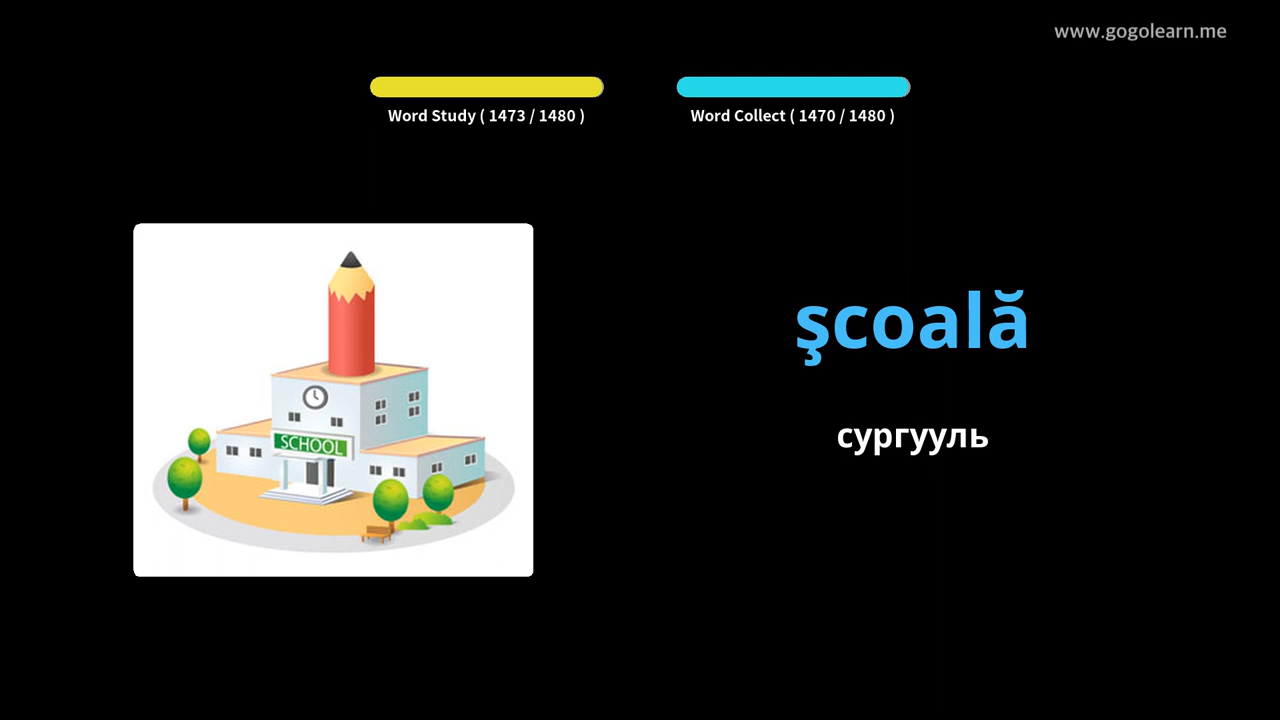 www.gogolearn.me
Word Study ( 1473 / 1480 )
Word Collect ( 1470 / 1480 )
SCHOOL
şcoală
сургууль